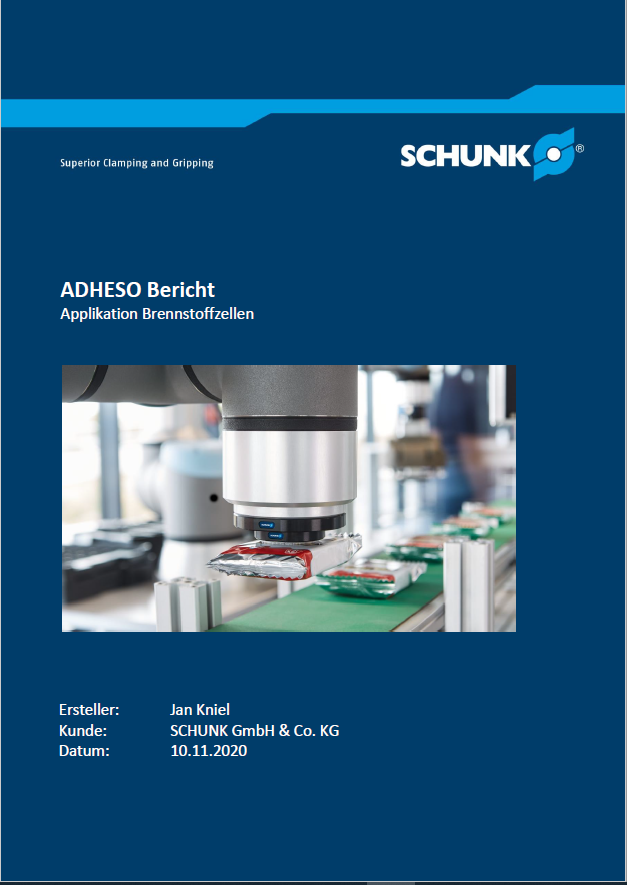 Superior Clamping and Gripping
SCHUNK ®
ADHESO Bericht
Applikation Brennstoffzellen
Ersteller: Jan Kniel
Kunde: SCHUNK GmbH & Co. KG
Datum: 10.11.2020